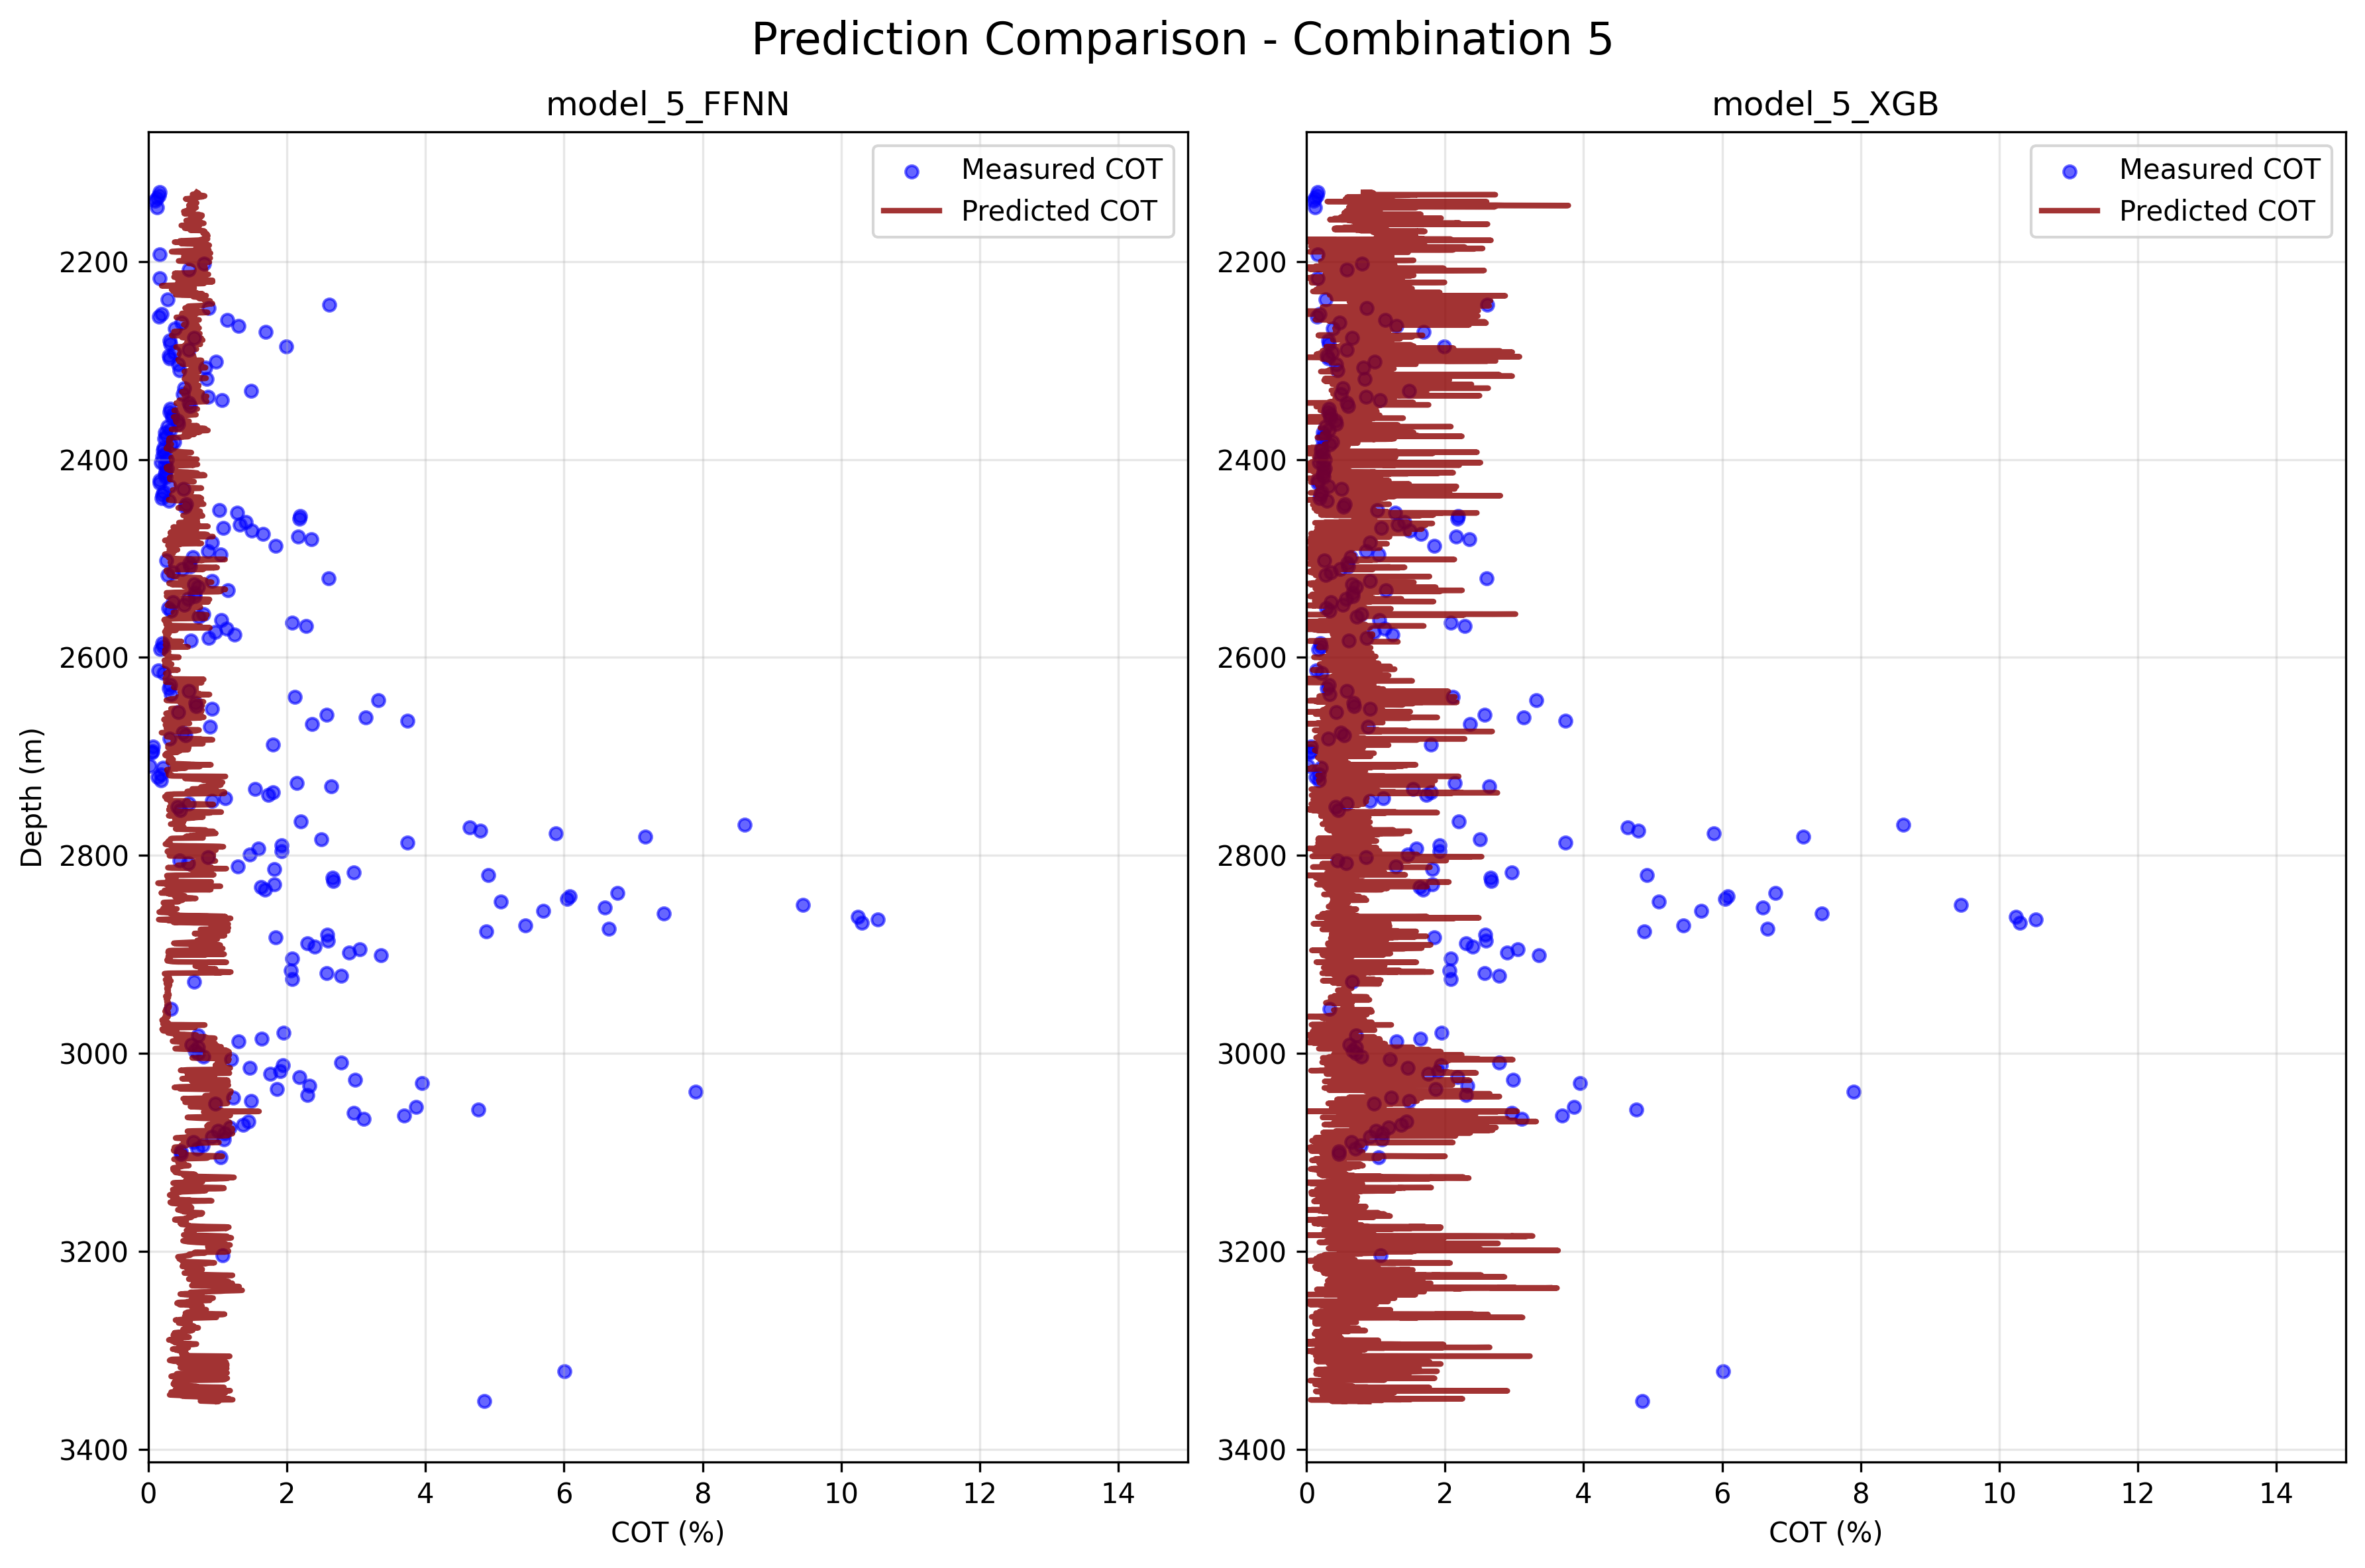 Prediction Comparison - Combination 5
model_5_FFNN
Measured COT
Predicted COT
Depth (m)
2200
2400
2600
2800
3000
3200
3400
0 2 4 6 8 10 12 14
COT (%)
model_5_XGB
Measured COT
Predicted COT
2200
2400
2600
2800
3000
3200
3400
0 2 4 6 8 10 12 14
COT (%)